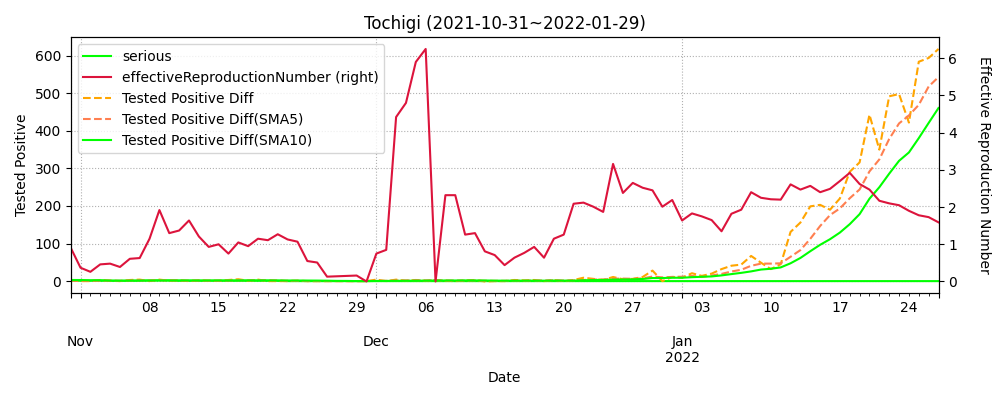 Tochigi (2021-10-31~2022-01-29)
serious
effectiveReproductionNumber (right)
Tested Positive Diff
Tested Positive Diff(SMA5)
Tested Positive Diff(SMA10)
Tested Positive
600
500
400
300
200
100
0
6
5
4
3
2
1
0
Effective Reproduction Number
08 15 22 29 06 13 20 27 03 10 17 24
Nov Dec Jan
2022
Date